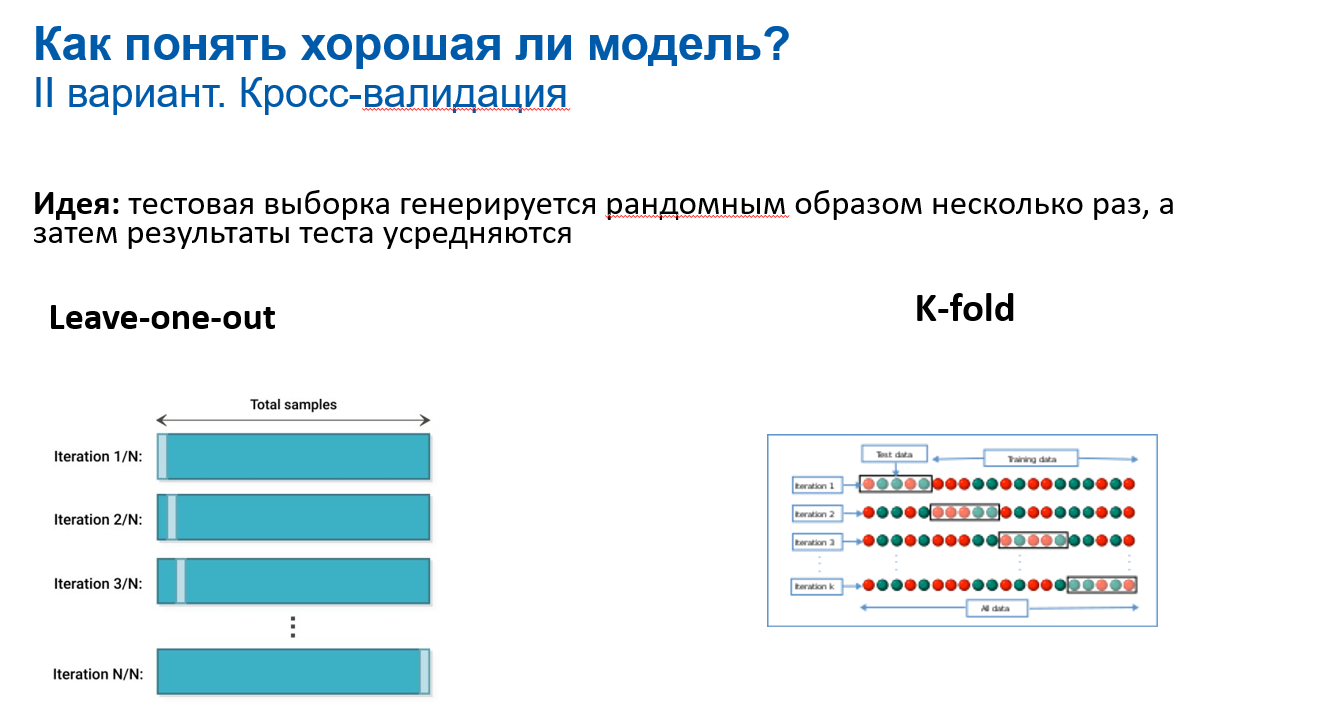 Как понять хорошая ли модель?
II вариант. Кросс-валидация
Идея: тестовая выборка генерируется рандомным образом несколько раз, а
затем результаты теста усредняются
Leave-one-out
Total samples
Iteration 1/N:
Iteration 2/N:
Iteration 3/N:
Iteration N/N:
K-fold
Test data
Training data
Iteration 1
Iteration 2
Iteration 3
Iteration k
All data